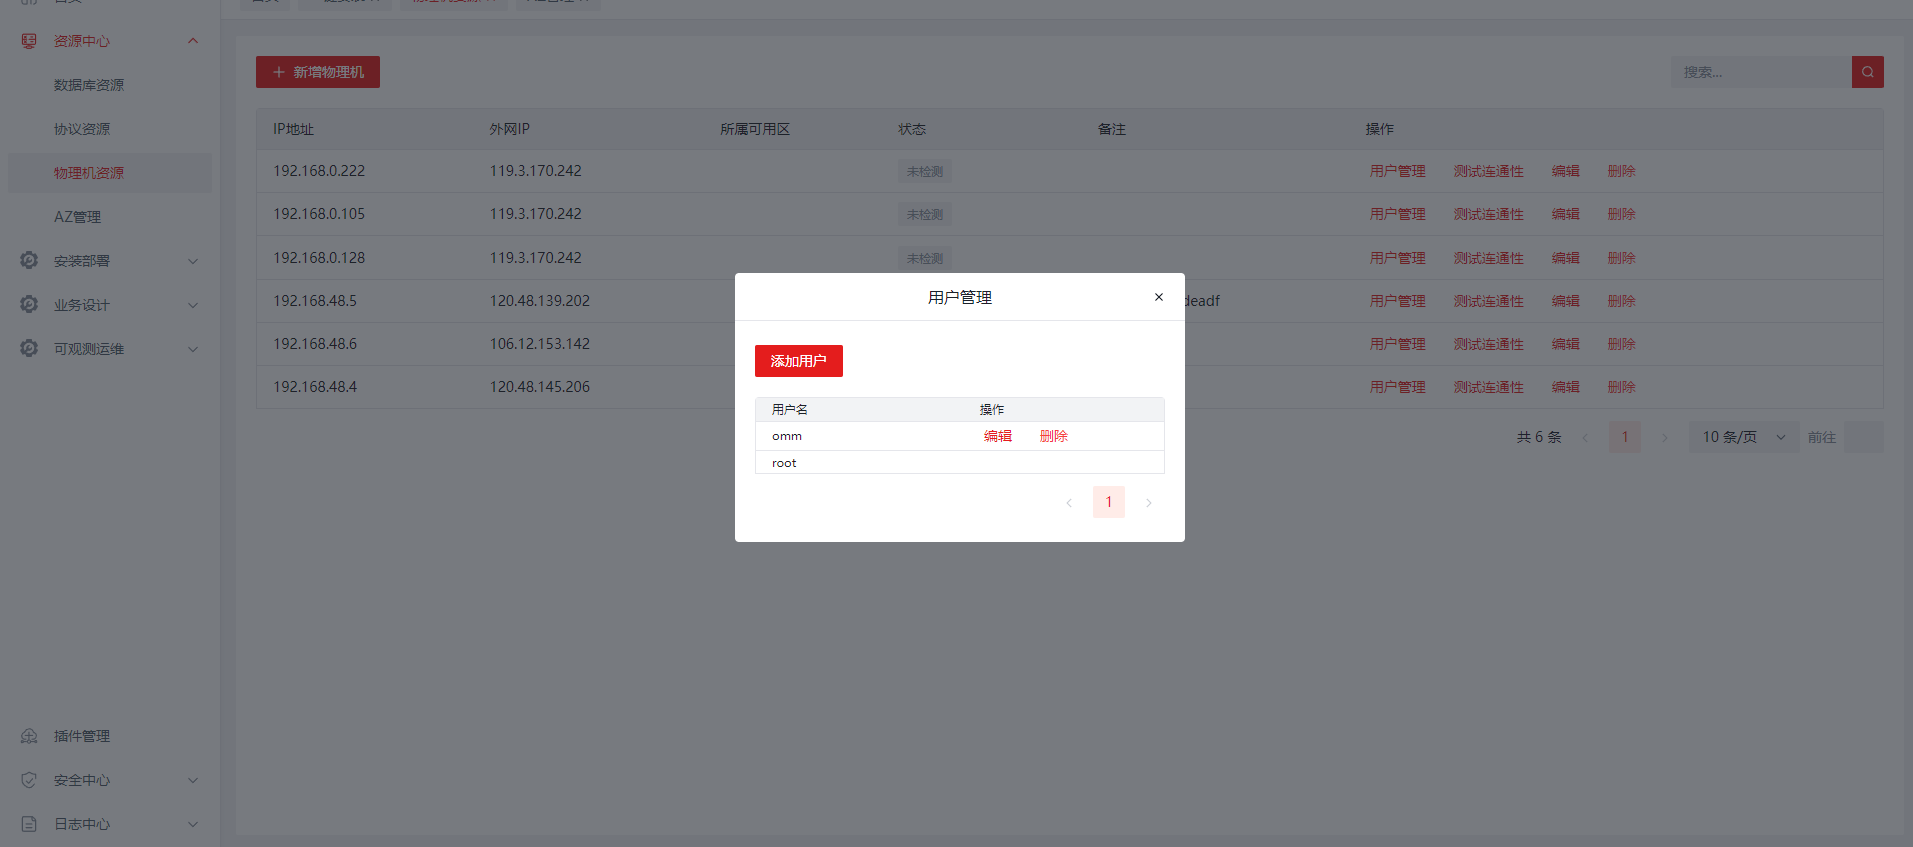 资源中心
数据库资源
协议资源
物理机资源
AZ管理
安装部署
业务设计
可观测运维
插件管理
安全中心
日志中心
新增物理机
搜索...
IP地址 外网IP 所属可用区 状态 备注 操作
192.168.0.222 119.3.170.242 未检测 用户管理 测试连通性 编辑 删除
192.168.0.105 119.3.170.242 未检测 用户管理 测试连通性 编辑 删除
192.168.0.128 119.3.170.242 未检测 用户管理 测试连通性 编辑 删除
192.168.48.5 120.48.139.202 deadf 用户管理 测试连通性 编辑 删除
192.168.48.6 106.12.153.142 用户管理 测试连通性 编辑 删除
192.168.48.4 120.48.145.206 用户管理 测试连通性 编辑 删除
共 6 条 1 10 条/页 前往
用户管理
添加用户
用户名 操作
omm 编辑 删除
root
1